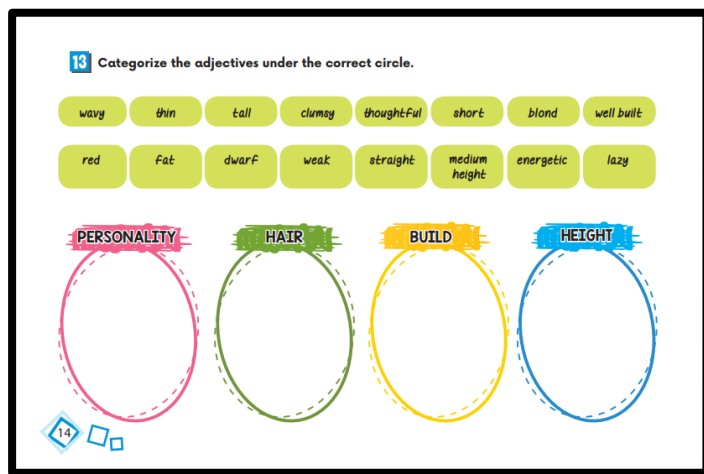 13 Categorize the adjectives under the correct circle.
wavy thin tall clumsy thoughtful short blond well built
red fat dwarf weak straight medium height energetic lazy
PERSONALITY HAIR BUILD HEIGHT
14